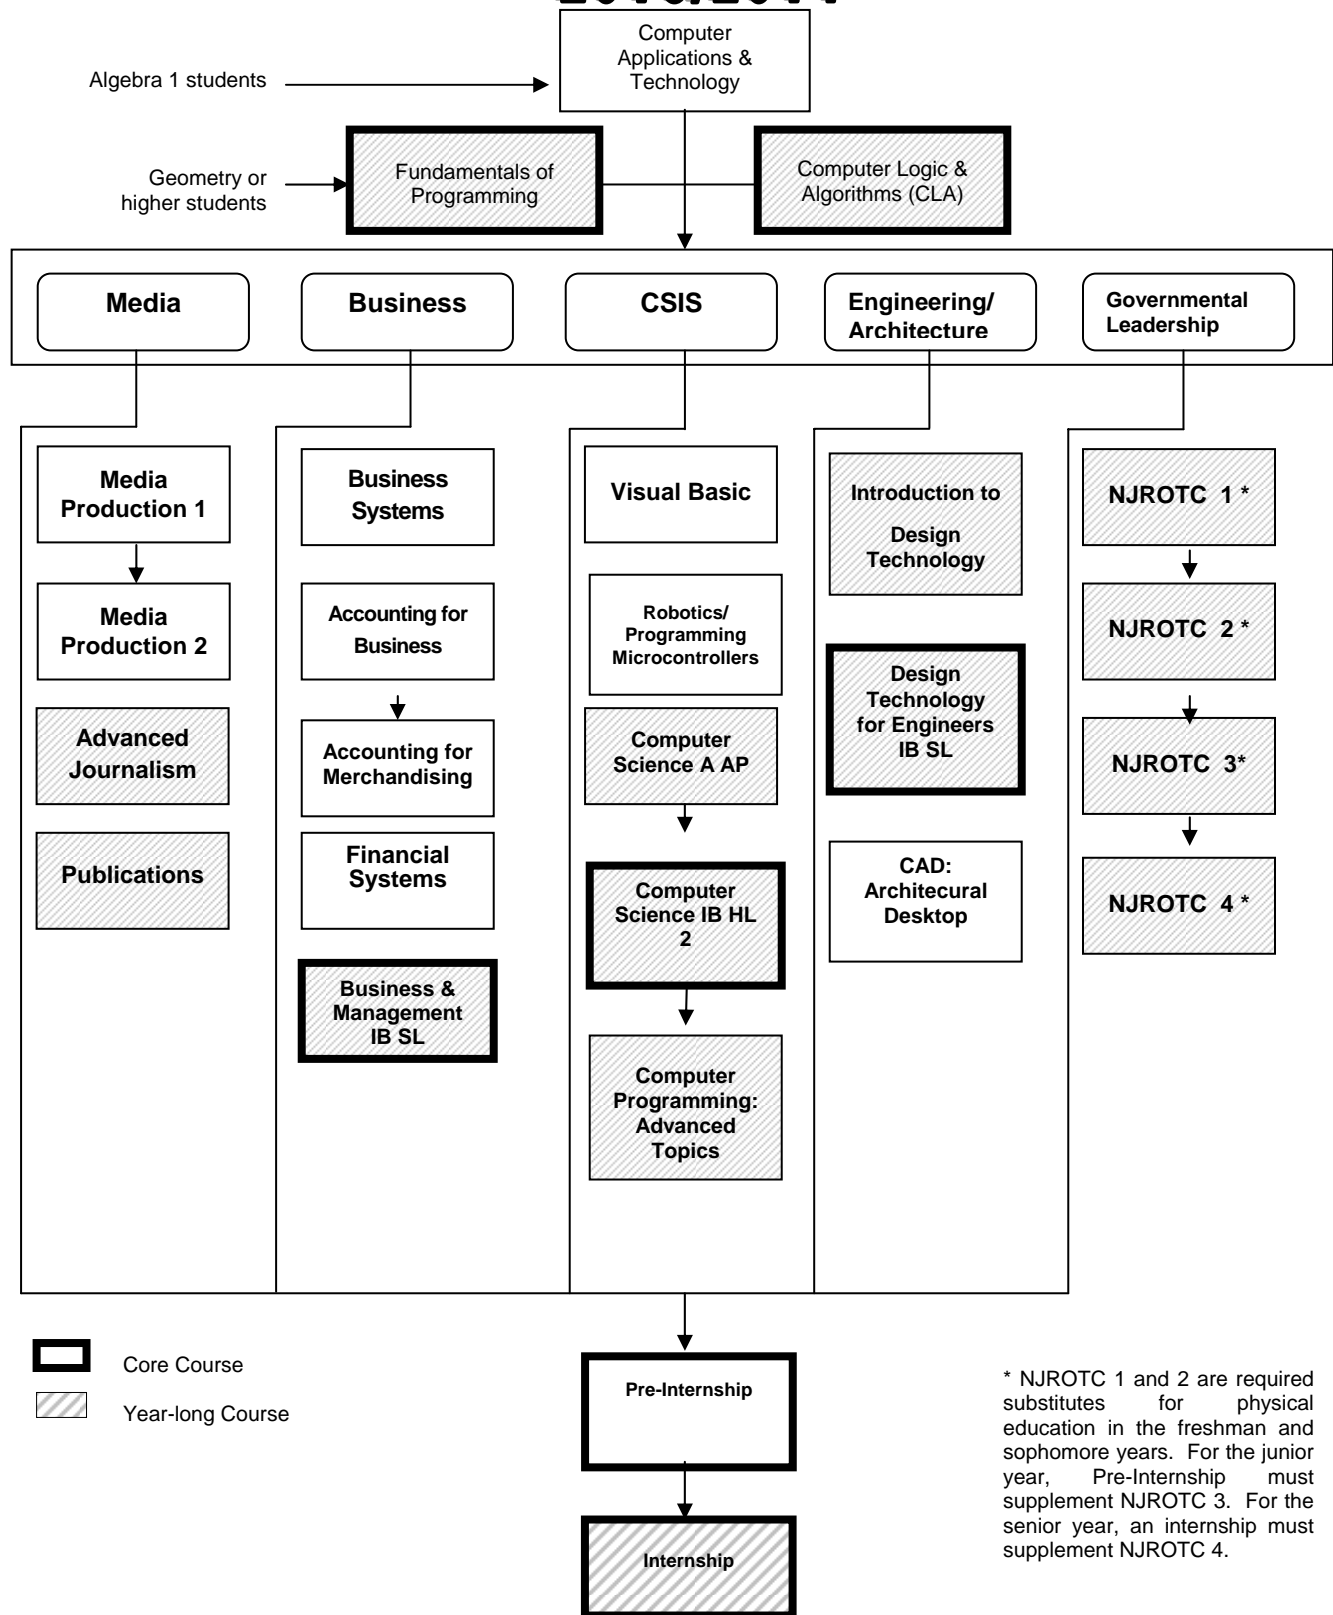 Computer
Applications &
Technology
Algebra 1 students
Geometry or
higher students
Fundamentals of
Programming
Computer Logic &
Algorithms (CLA)
Media
Business
CSIS
Engineering/
Architecture
Governmental
Leadership
Media
Production 1
Media
Production 2
Advanced
Journalism
Publications
Business
Systems
Accounting for
Business
Accounting for
Merchandising
Financial
Systems
Business &
Management
IB SL
Visual Basic
Robotics/
Programming
Microcontrollers
Computer
Science A AP
Computer
Science IB HL
2
Computer
Programming:
Advanced
Topics
Introduction to
Design
Technology
Design
Technology
for Engineers
IB SL
CAD:
Architecural
Desktop
NJROTC 1 *
NJROTC 2 *
NJROTC 3*
NJROTC 4 *
Core Course
Year-long Course
Pre-Internship
Internship
* NJROTC 1 and 2 are required
substitutes for physical
education in the freshman and
sophomore years. For the junior
year, Pre-Internship must
supplement NJROTC 3. For the
senior year, an internship must
supplement NJROTC 4.